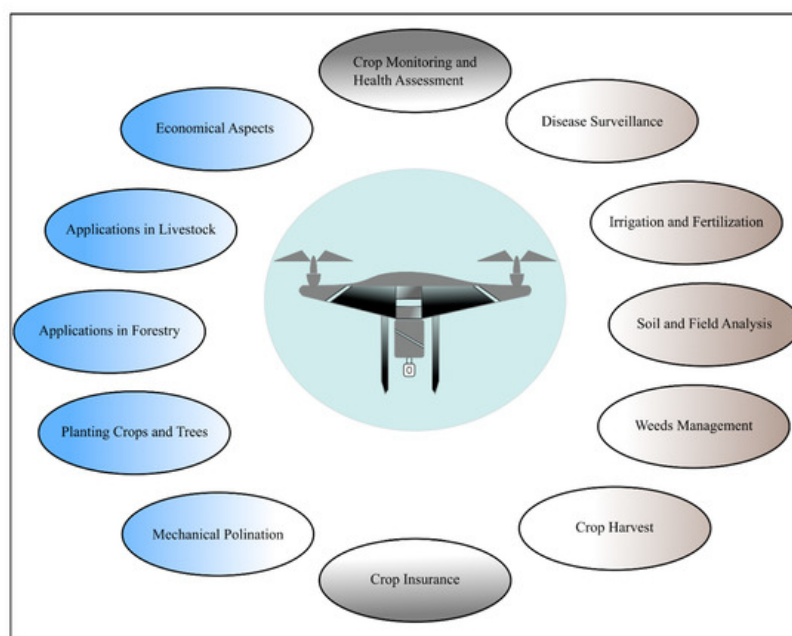 Crop Monitoring and
Health Assessment
Economical Aspects
Disease Surveillance
Applications in Livestock
Irrigation and Fertilization
Applications in Forestry
Soil and Field Analysis
Planting Crops and Trees
Weeds Management
Mechanical Polination
Crop Harvest
Crop Insurance